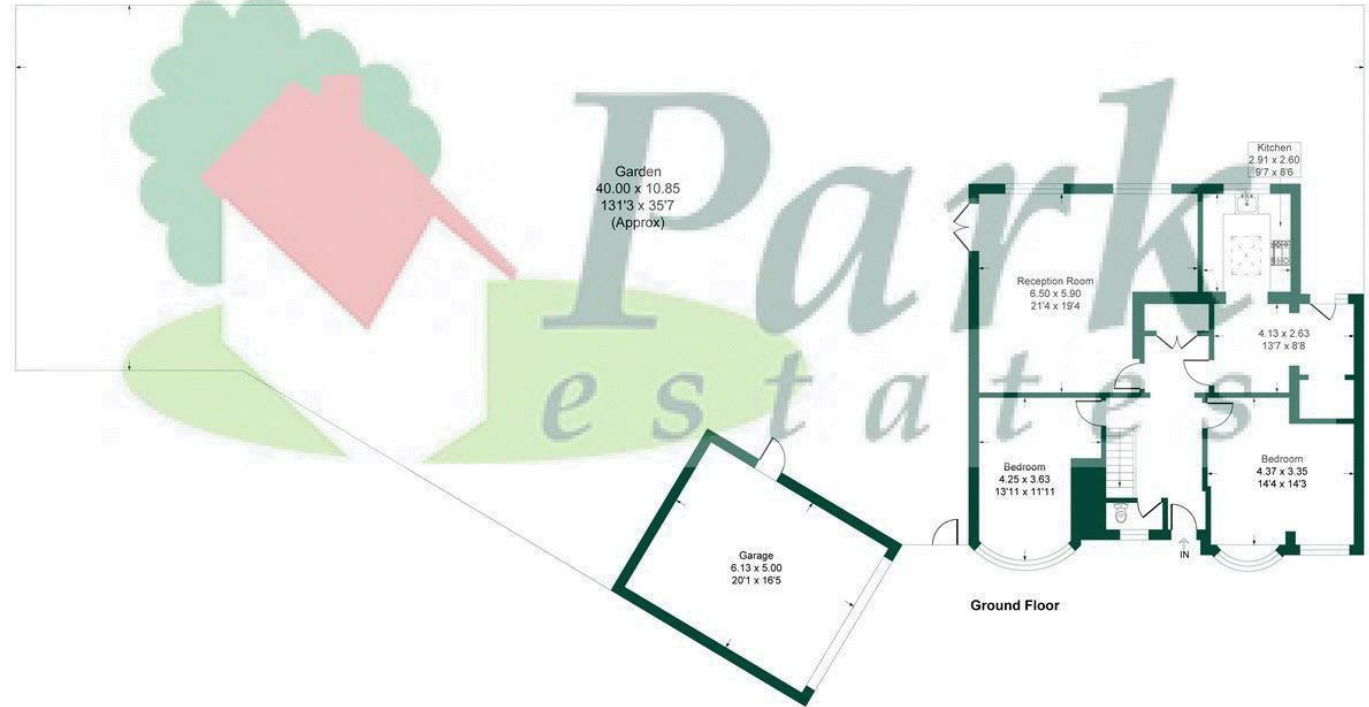 Park
estates
Garden
40.00 x 10.85
131'3 x 35'7
(Approx)
Kitchen
2.91 x 2.60
9'7 x 8'6
Reception Room
6.50 x 5.90
21'4 x 19'4
4.13 x 2.63
13'7 x 8'8
Bedroom
4.25 x 3.63
13'11 x 11'11
Bedroom
4.37 x 3.35
14'4 x 14'3
Garage
6.13 x 5.00
20'1 x 16'5
IN
Ground Floor